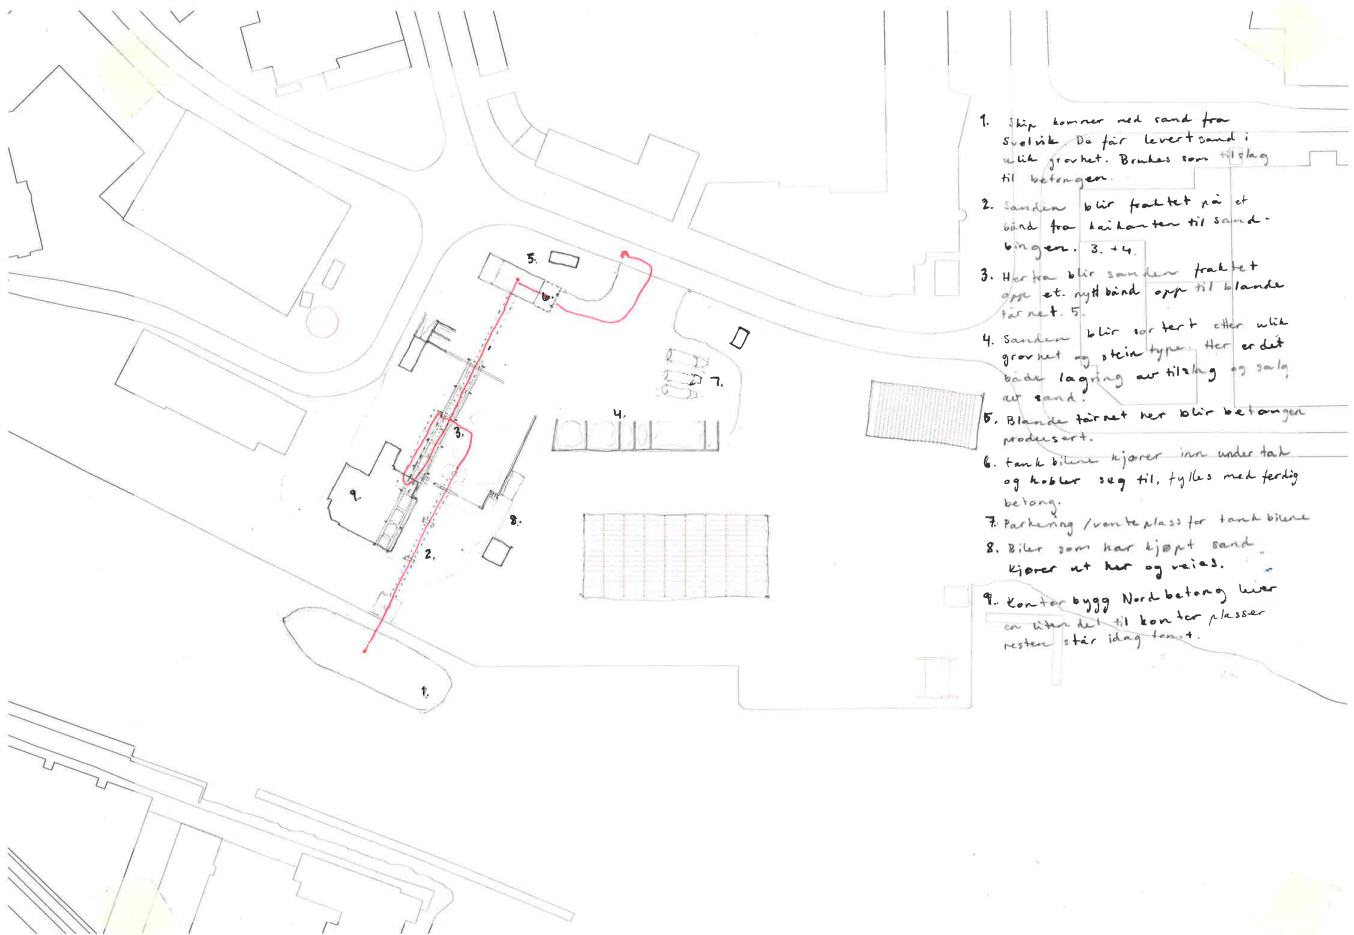 1. Skip kommer med sand fra
Svelvik. De får levert sand i
ulik grovhet. Brukes som tilslag
til betongen.
2. Sanden blir fraktet på et
bånd fra kaikanten til sand-
bingen. 3. + 4.
3. Herfra blir sanden fraktet
opp et nytt bånd opp til blande
tårnet. 5.
4. Sanden blir sortert etter ulik
grovhet og steintype. Her er det
både lagring av tilslag og salg
av sand.
5. Blandetårnet her blir betongen
produsert.
6. tankbilene kjører inn under tak
og kobler seg til, fylles med ferdig
betong.
7. Parkering / venteplass for tankbilene
8. Biler som har kjøpt sand
kjører ut her og veies.
9. Kontorbygg Nordbetong leier
en liten del til kontorplasser
resten står idag tomt.
5.
6.
7.
4.
3.
9.
8.
2.
1.